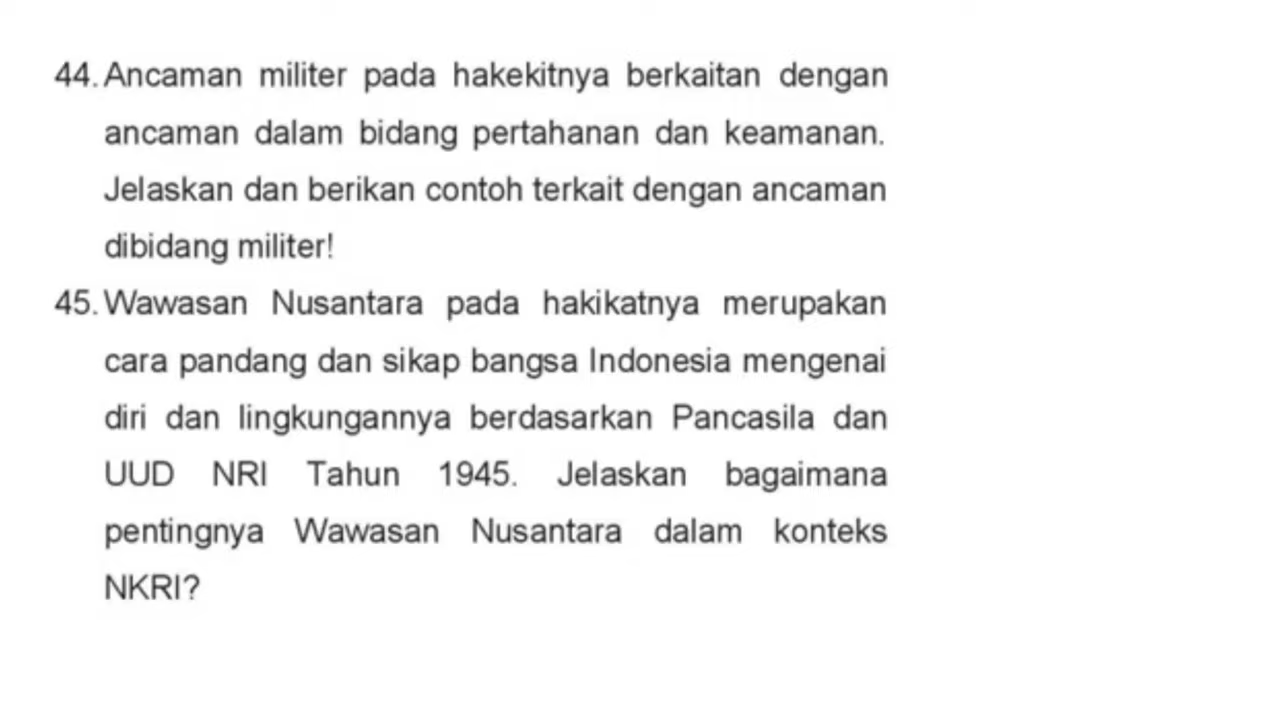 44. Ancaman militer pada hakekitnya berkaitan dengan
ancaman dalam bidang pertahanan dan keamanan.
Jelaskan dan berikan contoh terkait dengan ancaman
dibidang militer!
45. Wawasan Nusantara pada hakikatnya merupakan
cara pandang dan sikap bangsa Indonesia mengenai
diri dan lingkungannya berdasarkan Pancasila dan
UUD NRI Tahun 1945. Jelaskan bagaimana
pentingnya Wawasan Nusantara dalam konteks
NKRI?